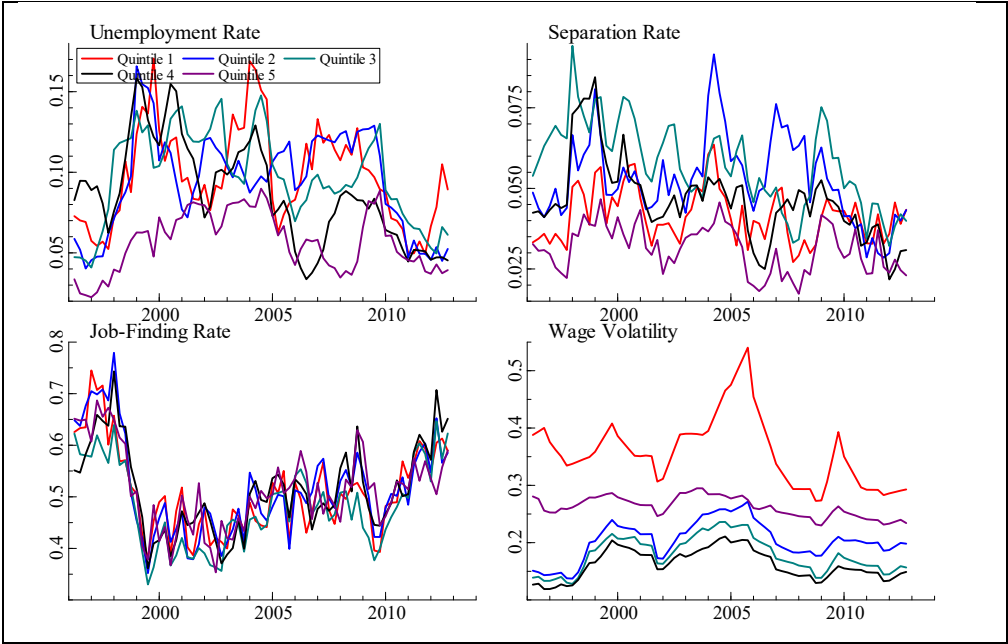 Unemployment Rate
Quintile 1 Quintile 2 Quintile 3
Quintile 4 Quintile 5
0.15
0.10
0.05
2000 2005 2010
Separation Rate
0.75
0.50
0.025
2000 2005 2010
Job-Finding Rate
0.8
0.7
0.6
0.5
0.4
2000 2005 2010
Wage Volatility
0.5
0.4
0.3
0.2
2000 2005 2010